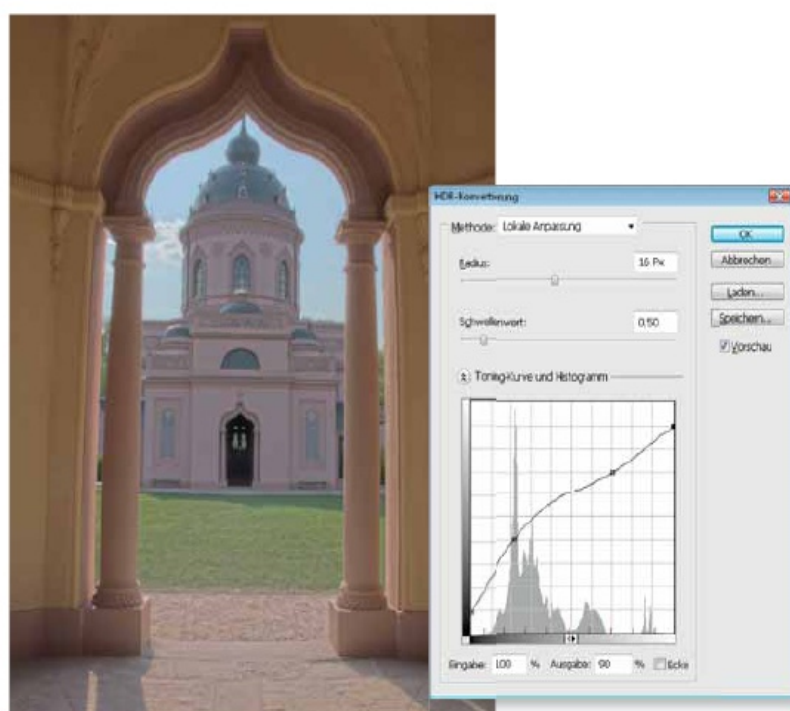 HDR-Konvertierung
Methode: Lokale Anpassung
OK
Abbrechen
Radius: 16 Px
Laden...
Speichern...
Schwellenwert: 0,50
Vorschau
Toning-Kurve und Histogramm
Eingabe: 100 % Ausgabe: 90 % Ecke